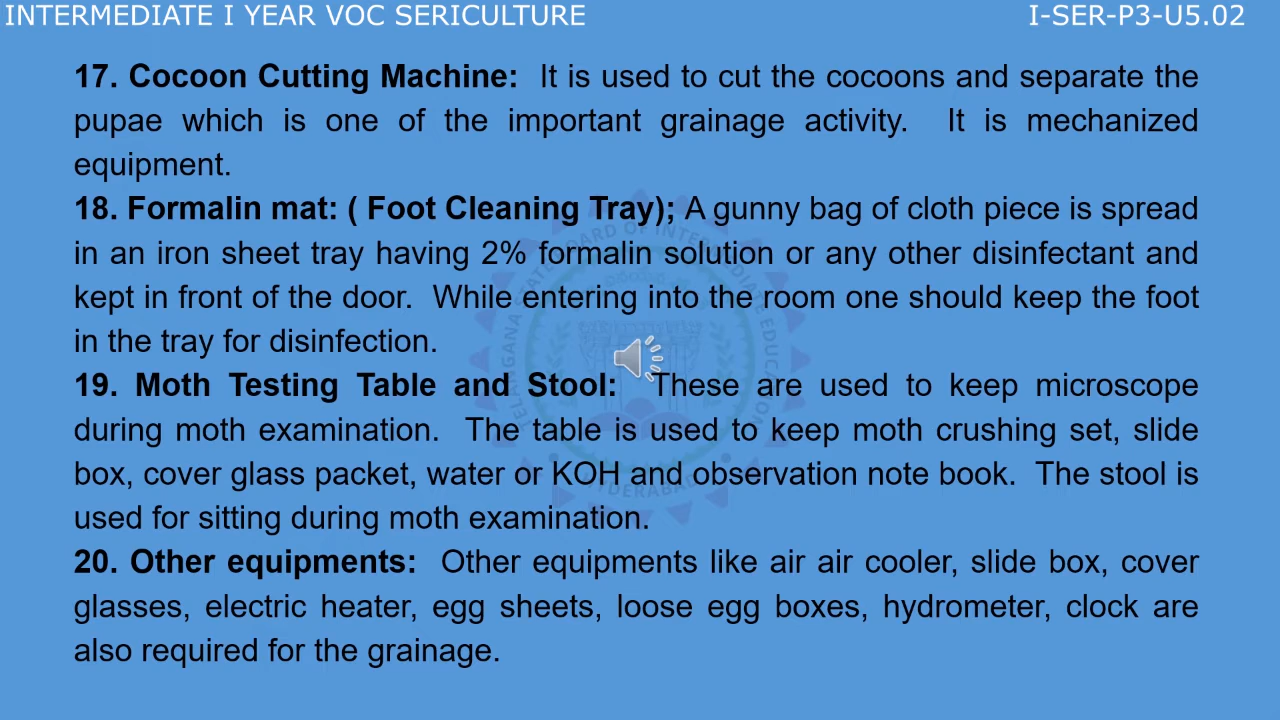 INTERMEDIATE I YEAR VOC SERICULTURE
I-SER-P3-U5.02
17. Cocoon Cutting Machine: It is used to cut the cocoons and separate the
pupae which is one of the important grainage activity. It is mechanized
equipment.
18. Formalin mat: ( Foot Cleaning Tray); A gunny bag of cloth piece is spread
in an iron sheet tray having 2% formalin solution or any other disinfectant and
kept in front of the door. While entering into the room one should keep the foot
in the tray for disinfection.
19. Moth Testing Table and Stool: These are used to keep microscope
during moth examination. The table is used to keep moth crushing set, slide
box, cover glass packet, water or KOH and observation note book. The stool is
used for sitting during moth examination.
20. Other equipments: Other equipments like air air cooler, slide box, cover
glasses, electric heater, egg sheets, loose egg boxes, hydrometer, clock are
also required for the grainage.
TELANGANA STATE BOARD OF INTERMEDIATE EDUCATION
HYDERABAD